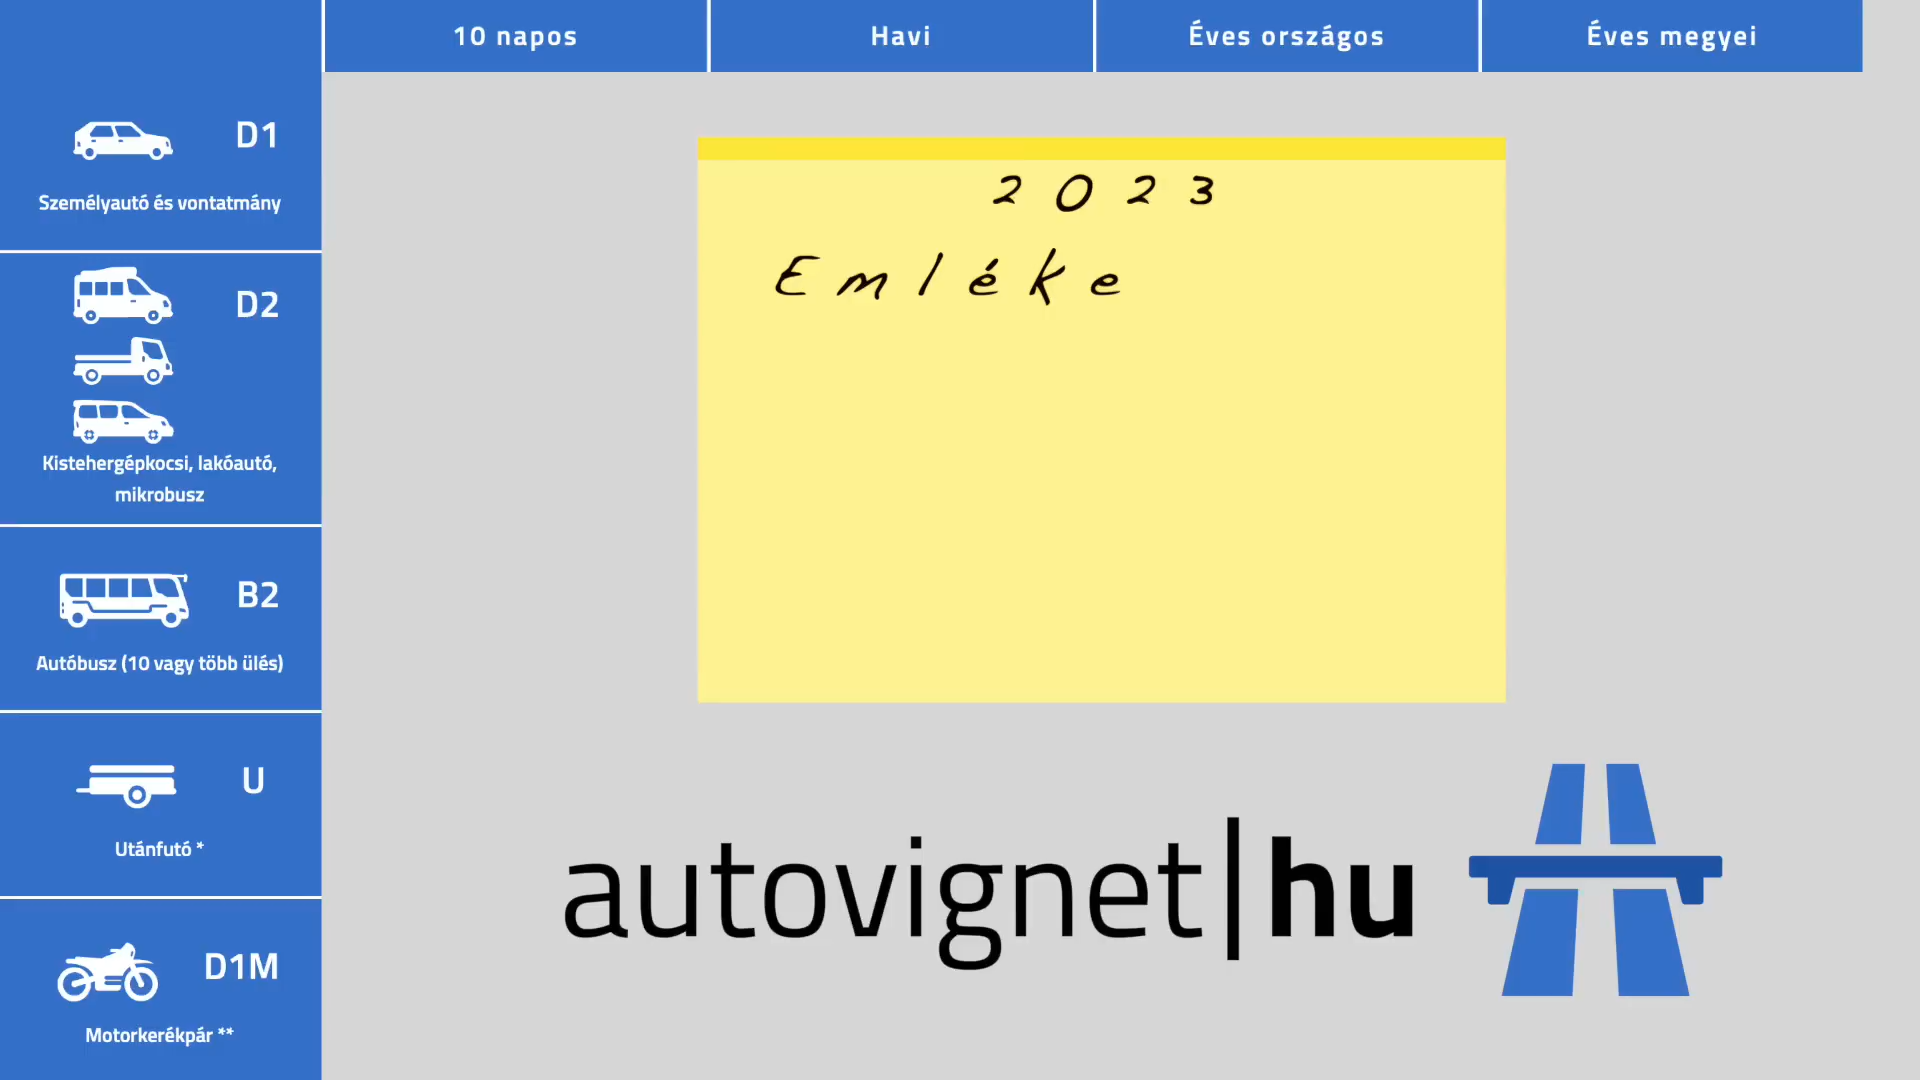 10 napos
Havi
Éves országos
Éves megyei
D1
Személyautó és vontatmány
D2
Kistehergépkocsi, lakóautó,
mikrobusz
B2
Autóbusz (10 vagy több ülés)
U
Utánfutó *
D1M
Motorkerékpár **
2023
Emléke
autovignet|hu